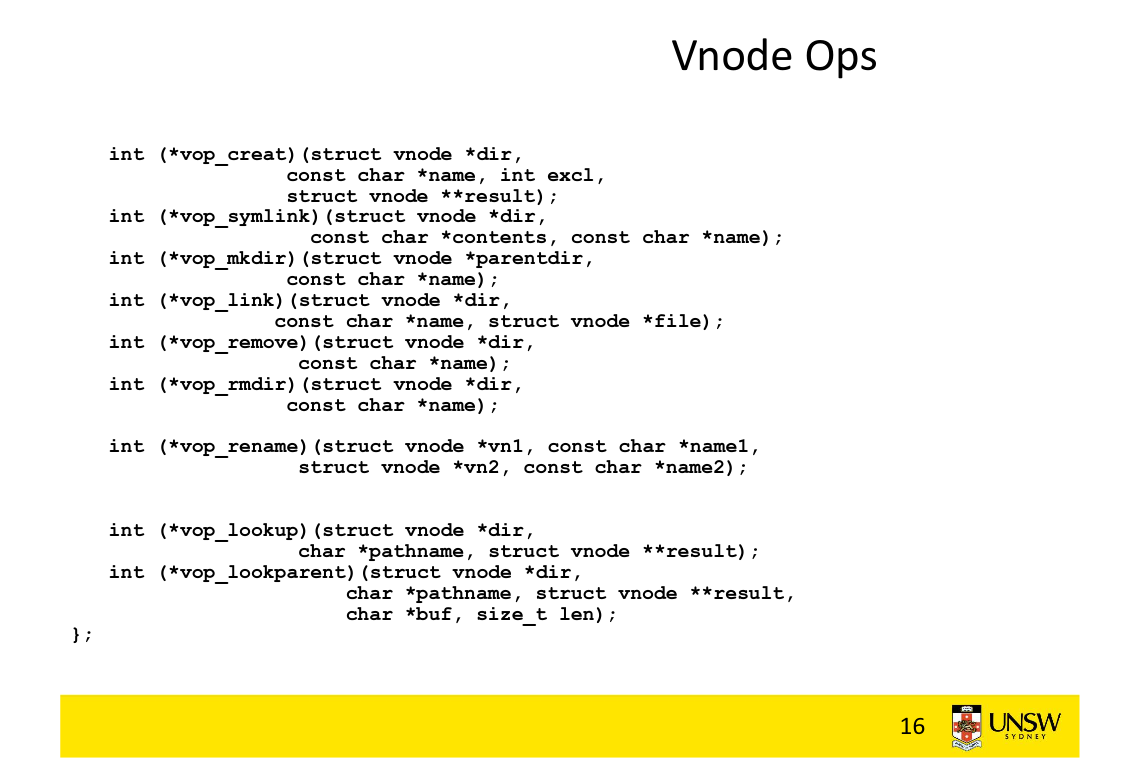 Vnode Ops
int (*vop_creat)(struct vnode *dir,
const char *name, int excl,
struct vnode **result);
int (*vop_symlink)(struct vnode *dir,
const char *contents, const char *name);
int (*vop_mkdir)(struct vnode *parentdir,
const char *name);
int (*vop_link)(struct vnode *dir,
const char *name, struct vnode *file);
int (*vop_remove)(struct vnode *dir,
const char *name);
int (*vop_rmdir)(struct vnode *dir,
const char *name);
int (*vop_rename)(struct vnode *vn1, const char *name1,
struct vnode *vn2, const char *name2);
int (*vop_lookup)(struct vnode *dir,
char *pathname, struct vnode **result);
int (*vop_lookparent)(struct vnode *dir,
char *pathname, struct vnode **result,
char *buf, size_t len);
};
16
UNSW
SYDNEY